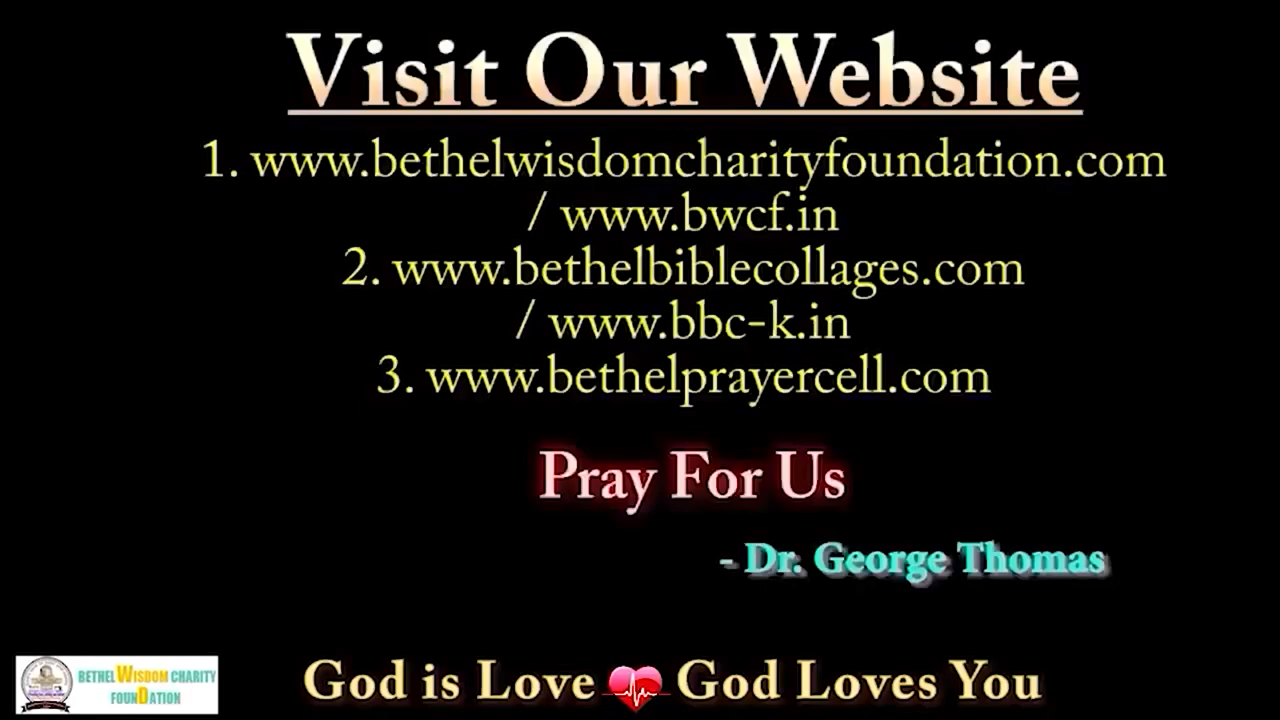 Visit Our Website
1. www.bethelwisdomcharityfoundation.com
/ www.bwcf.in
2. www.bethelbiblecollages.com
/ www.bbc-k.in
3. www.bethelprayercell.com
Pray For Us
- Dr. George Thomas
BETHEL WISDOM CHARITY
FOUNDATION
God is Love God Loves You